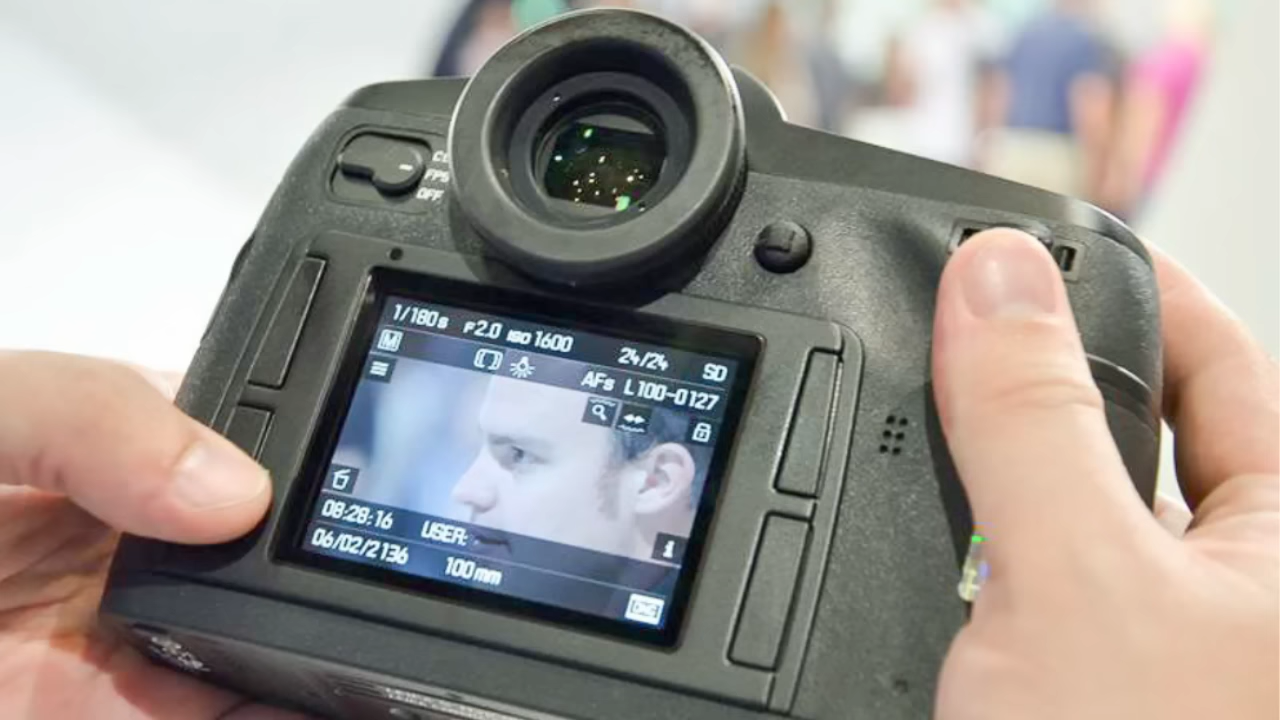 FPS
OFF
1/180s F2.0 ISO 1600 24/24 SD
M
AFs L100-0127
08:28:16 USER:
06/02/2136 100mm
i
DNG